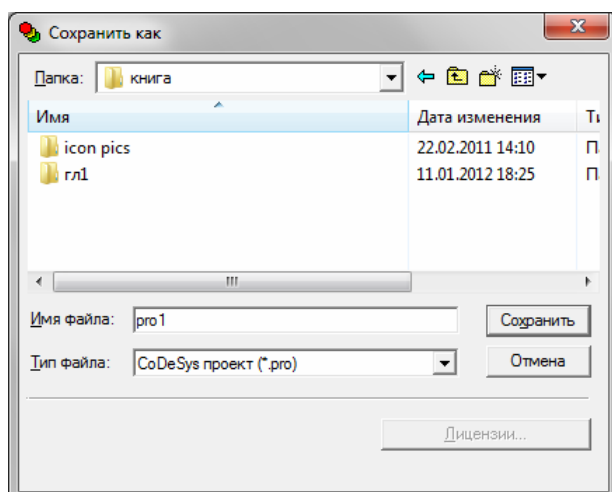 Сохранить как
Папка: книга
Имя Дата изменения Ти
icon pics 22.02.2011 14:10 П
гл1 11.01.2012 18:25 П
Имя файла: pro1 Сохранить
Тип файла: CoDeSys проект (*.pro) Отмена
Лицензии...